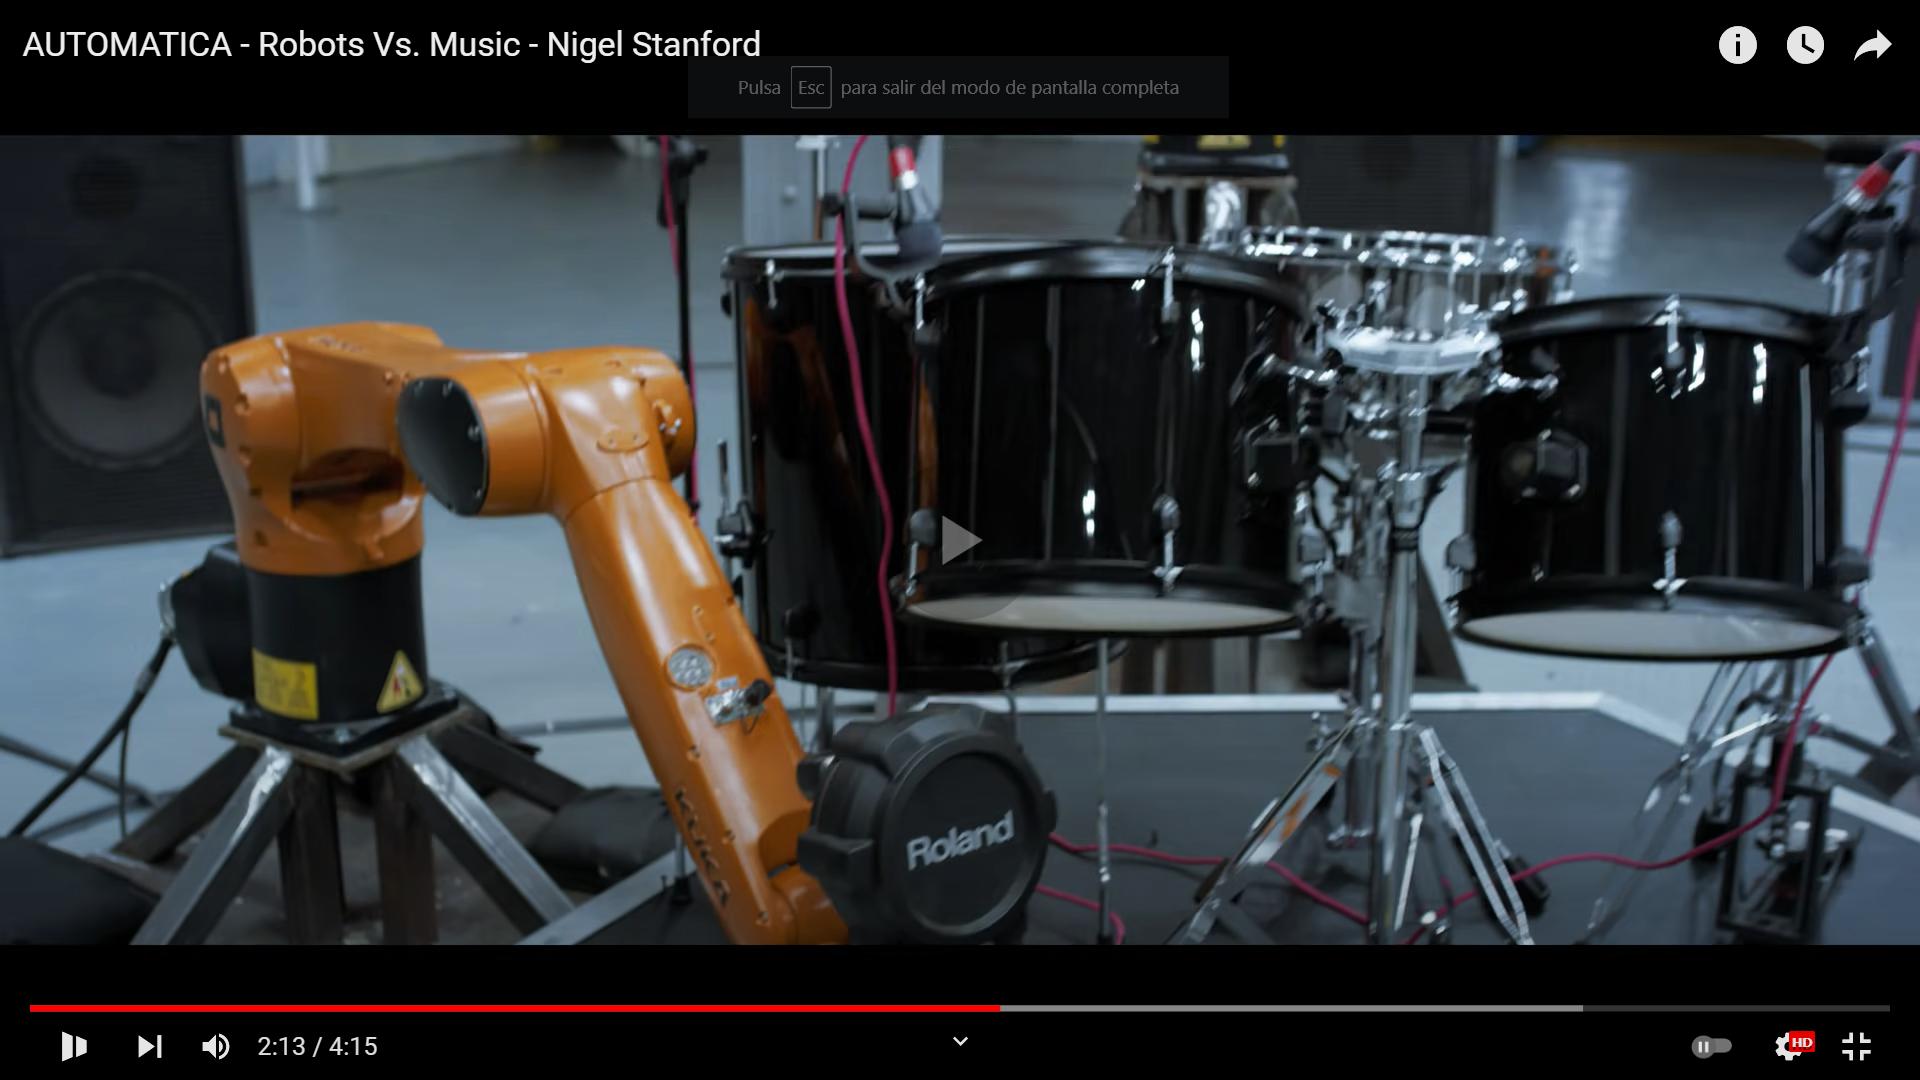 AUTOMATICA - Robots Vs. Music - Nigel Stanford
Pulsa Esc para salir del modo de pantalla completa
KUKA
Roland
2:13 / 4:15
HD